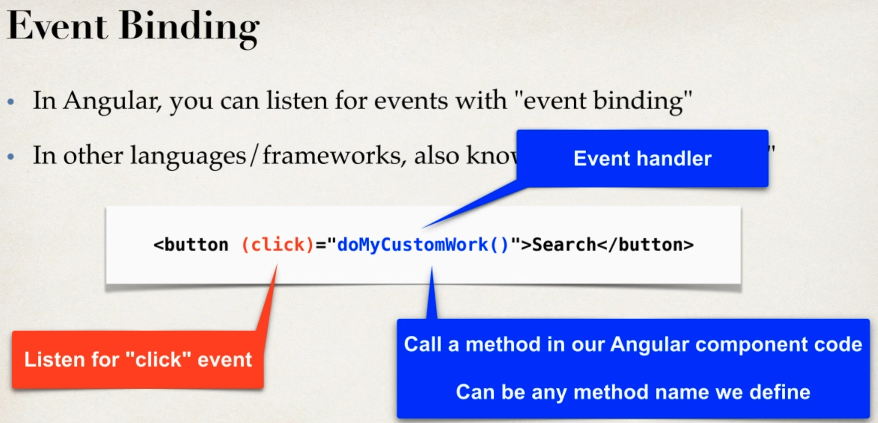 Event Binding
• In Angular, you can listen for events with "event binding"
• In other languages/frameworks, also know
"
Event handler
<button (click)="doMyCustomWork()">Search</button>
Listen for "click" event
Call a method in our Angular component code
Can be any method name we define